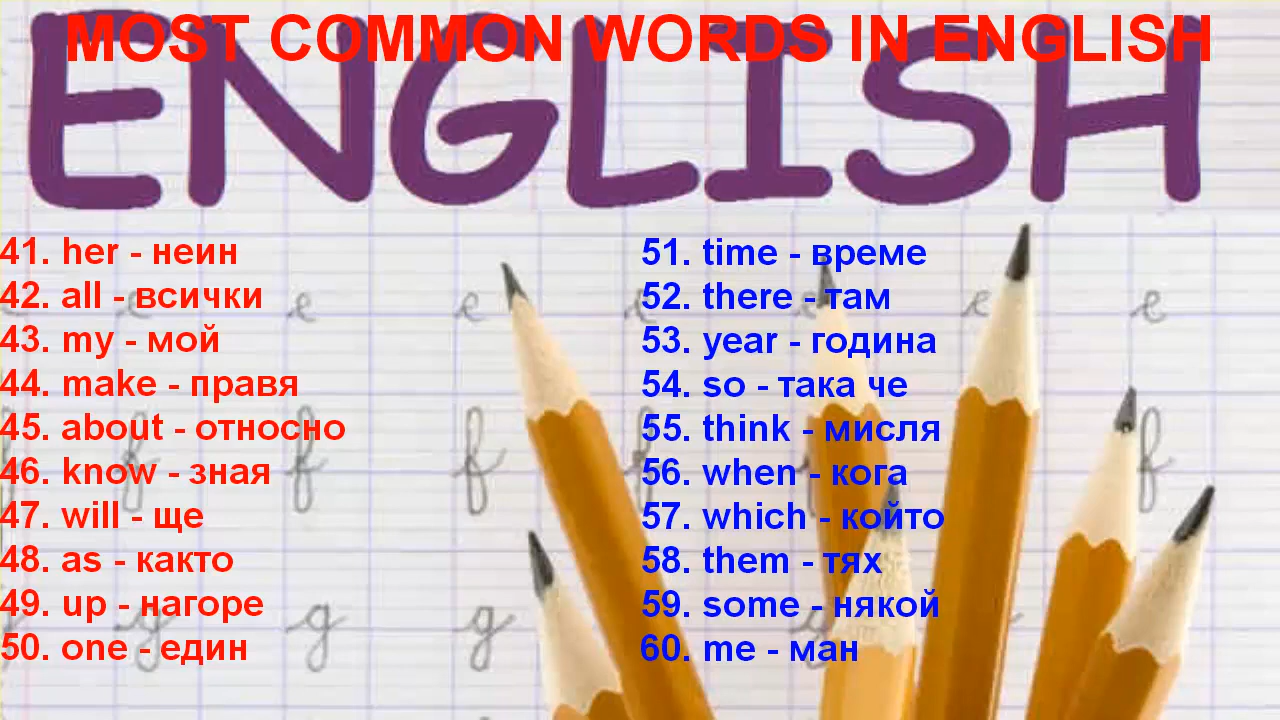 MOST COMMON WORDS IN ENGLISH
ENGLISH
41. her - неин
42. all - всички
43. my - мой
44. make - правя
45. about - относно
46. know - зная
47. will - ще
48. as - както
49. up - нагоре
50. one - един
51. time - време
52. there - там
53. year - година
54. so - така че
55. think - мисля
56. when - кога
57. which - който
58. them - тях
59. some - някой
60. me - ман
e e e e e e e
f f f f f f
g g g g